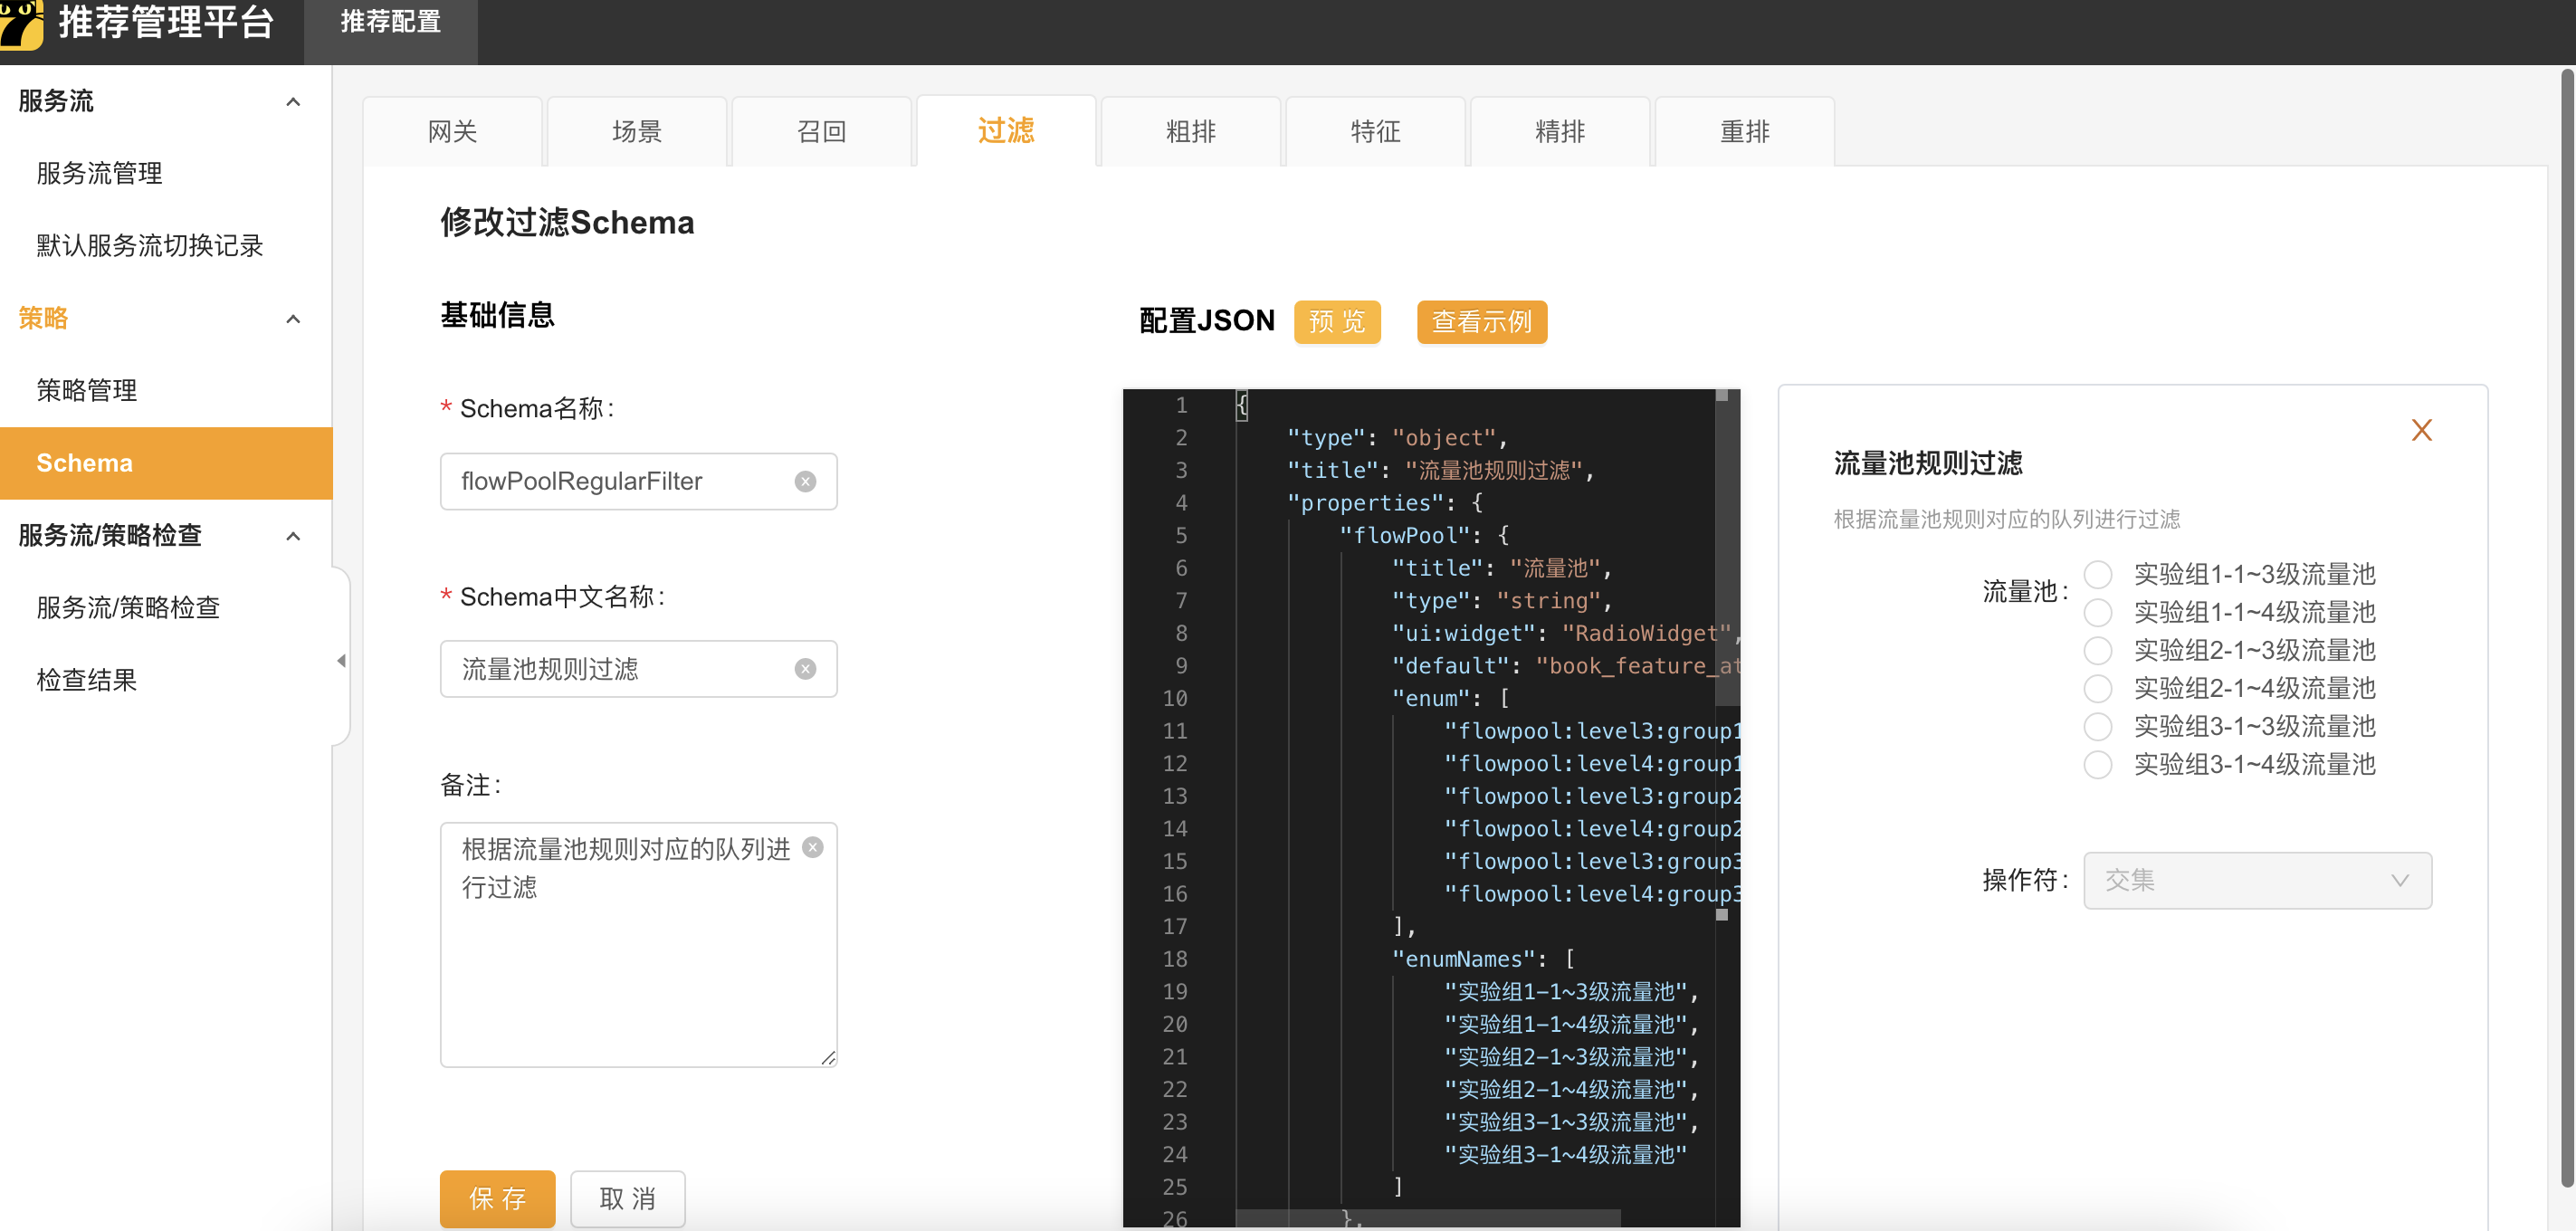 推荐管理平台
推荐配置
服务流
服务流管理
默认服务流切换记录
策略
策略管理
Schema
服务流/策略检查
服务流/策略检查
检查结果
网关
场景
召回
过滤
粗排
特征
精排
重排
修改过滤Schema
基础信息
* Schema名称:
flowPoolRegularFilter
* Schema中文名称:
流量池规则过滤
备注:
根据流量池规则对应的队列进
行过滤
保 存
取 消
配置JSON
预 览
查看示例
1 {
2 "type": "object",
3 "title": "流量池规则过滤",
4 "properties": {
5 "flowPool": {
6 "title": "流量池",
7 "type": "string",
8 "ui:widget": "RadioWidget",
9 "default": "book_feature_at
10 "enum": [
11 "flowpool:level3:group1
12 "flowpool:level4:group1
13 "flowpool:level3:group2
14 "flowpool:level4:group2
15 "flowpool:level3:group3
16 "flowpool:level4:group3
17 ],
18 "enumNames": [
19 "实验组1-1~3级流量池",
20 "实验组1-1~4级流量池",
21 "实验组2-1~3级流量池",
22 "实验组2-1~4级流量池",
23 "实验组3-1~3级流量池",
24 "实验组3-1~4级流量池"
25 ]
26 },
流量池规则过滤
根据流量池规则对应的队列进行过滤
流量池:
实验组1-1~3级流量池
实验组1-1~4级流量池
实验组2-1~3级流量池
实验组2-1~4级流量池
实验组3-1~3级流量池
实验组3-1~4级流量池
操作符:
交集